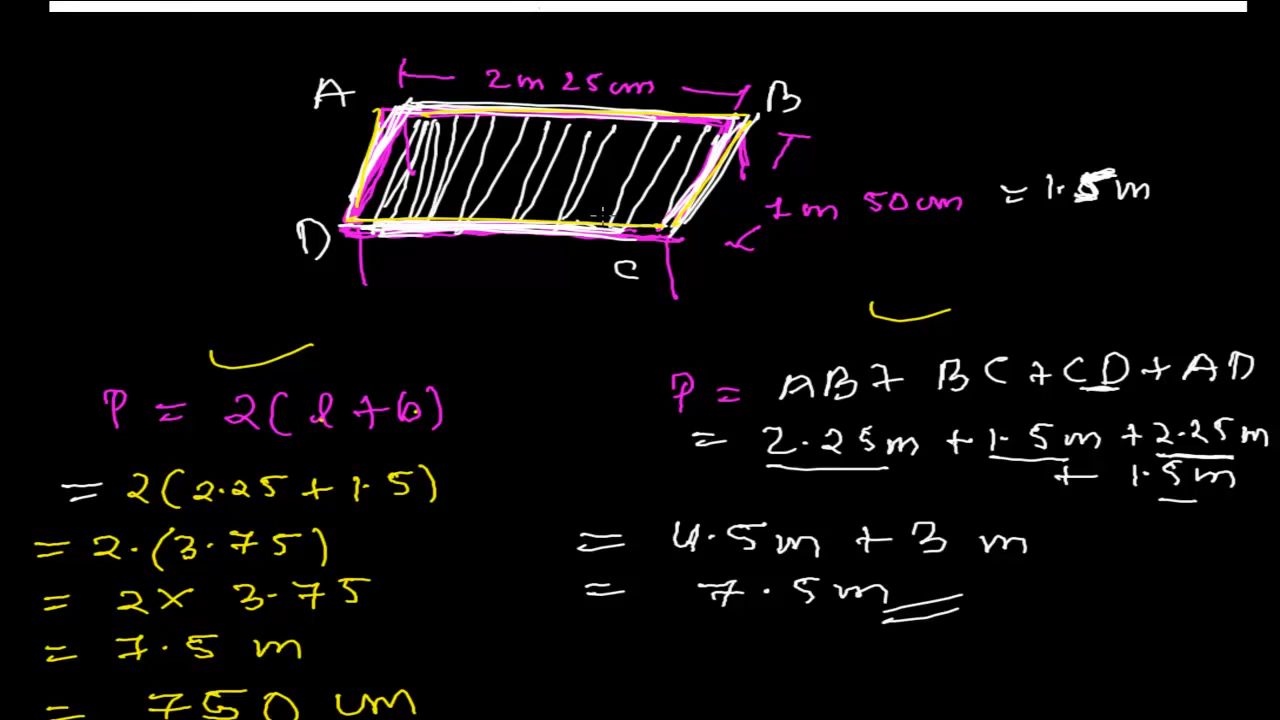 A 2m 25cm B
1m 50cm = 1.5m
D C
P = 2(l+b)
= 2(2.25 + 1.5)
= 2.(3.75)
= 2 × 3.75
= 7.5 m
= 750 cm
P = AB + BC + CD + AD
= 2.25m + 1.5m + 2.25m
+ 1.5m
= 4.5m + 3 m
= 7.5m